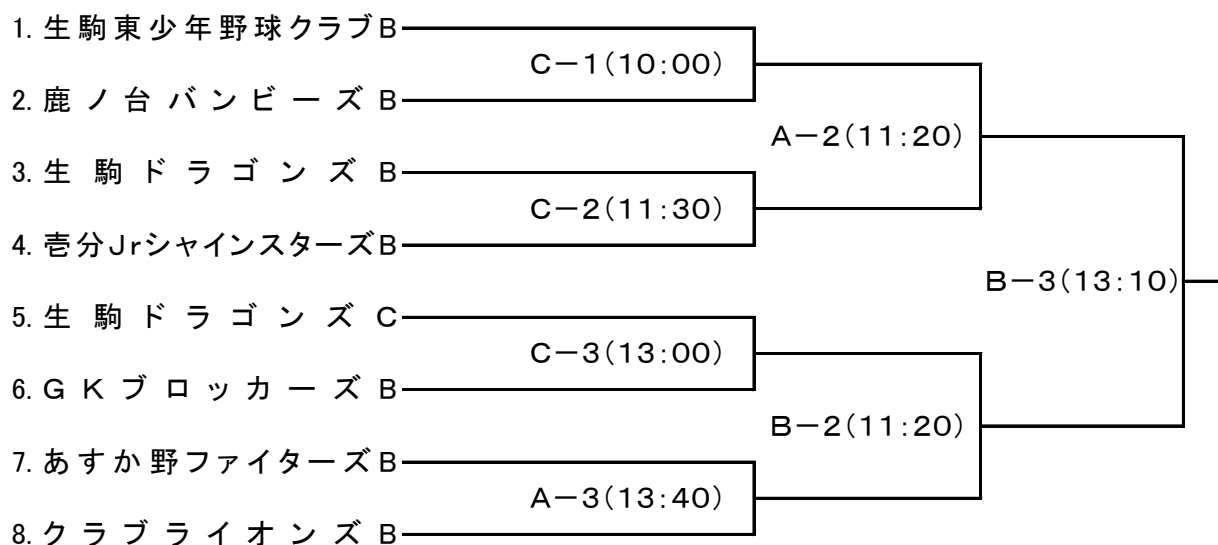 1. 生駒東少年野球クラブB
C－1(10:00)
2. 鹿ノ台バンビーズB
A－2(11:20)
3. 生駒ドラゴンズB
C－2(11:30)
4. 壱分Jrシャインスターズ B
B－3(13:10)
5. 生駒ドラゴンズC
C－3(13:00)
6. GKブロッカーズB
B－2(11:20)
7. あすか野ファイターズB
A－3(13:40)
8. クラブライオンズB